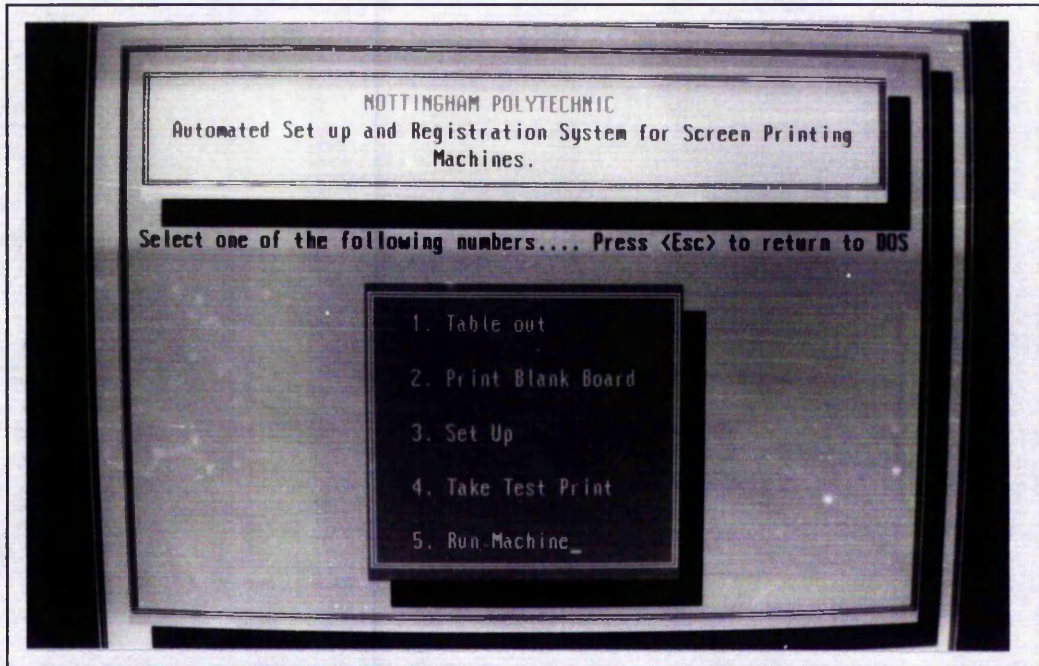 NOTTINGHAM POLYTECHNIC
Automated Set up and Registration System for Screen Printing
Machines.
Select one of the following numbers.... Press <Esc> to return to DOS
1. Table out
2. Print Blank Board
3. Set Up
4. Take Test Print
5. Run Machine_